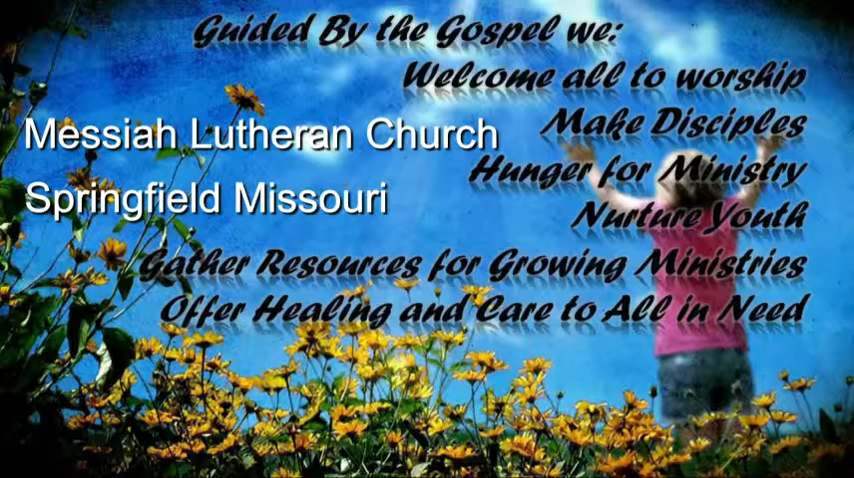 Guided By the Gospel we:
Welcome all to worship
Messiah Lutheran Church
Make Disciples
Hunger for Ministry
Springfield Missouri
Nurture Youth
Gather Resources for Growing Ministries
Offer Healing and Care to All in Need